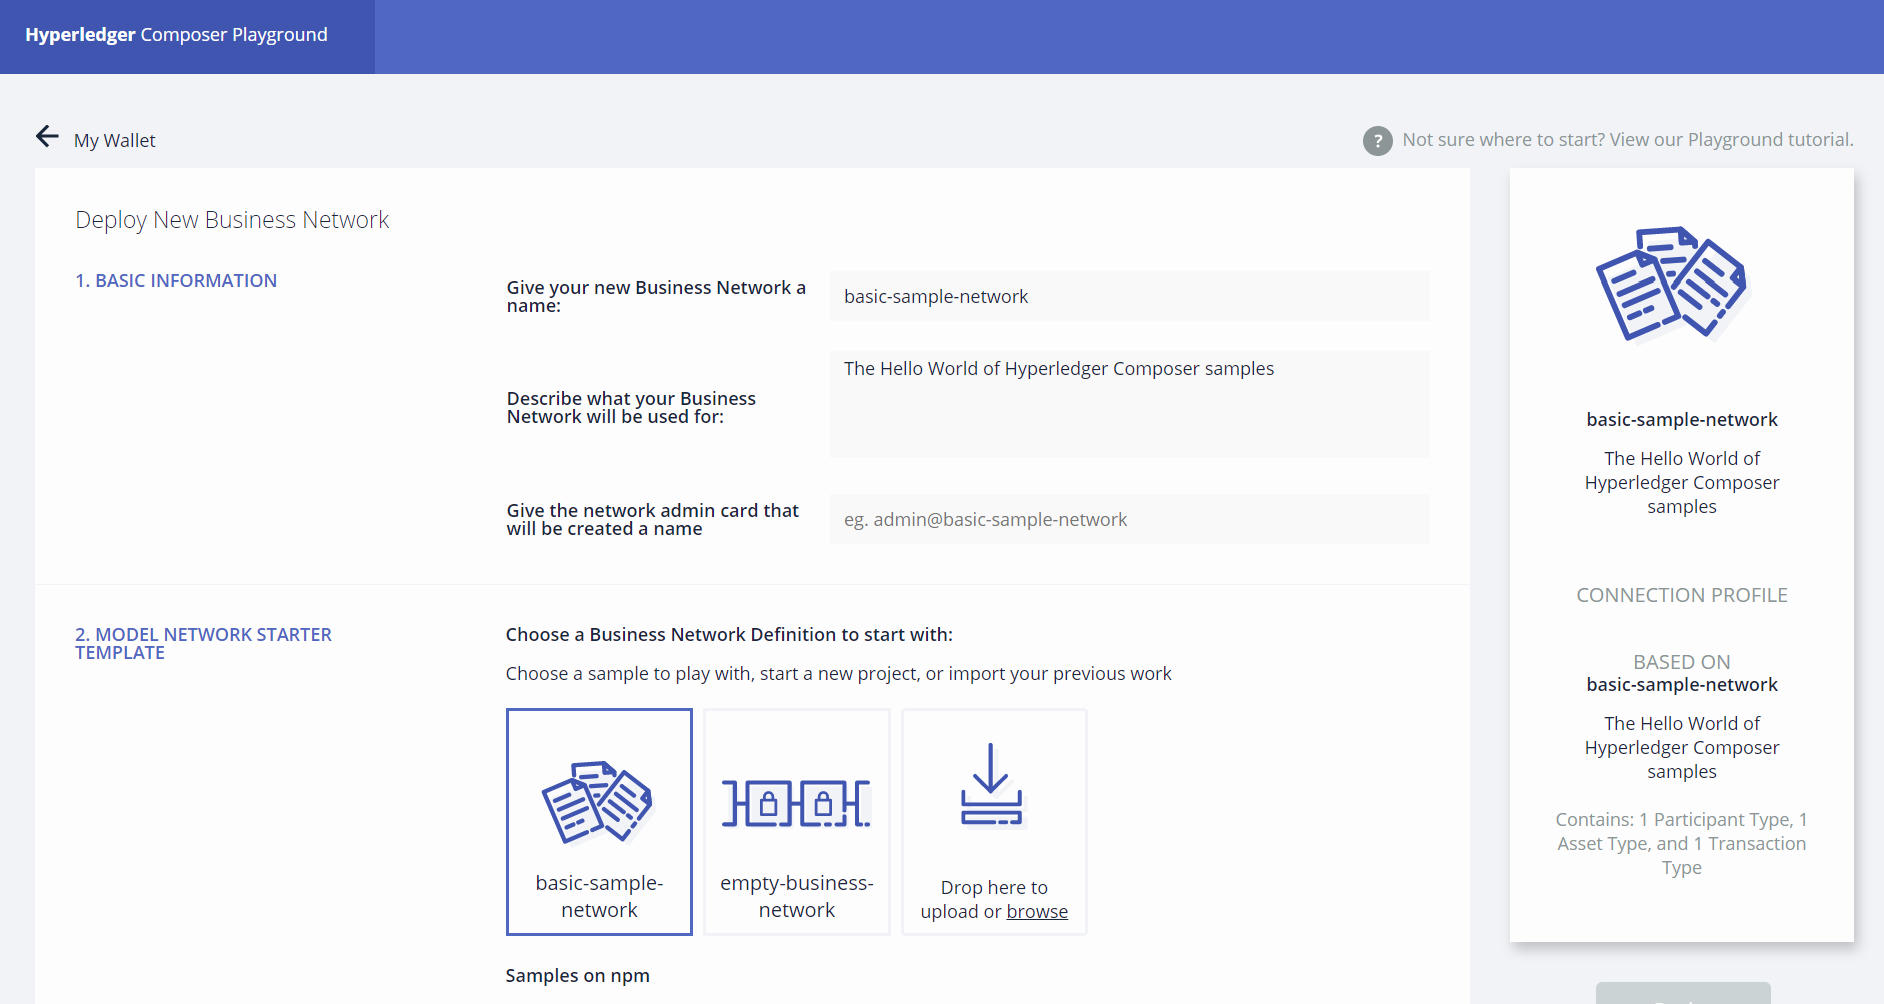 Hyperledger Composer Playground
My Wallet
? Not sure where to start? View our Playground tutorial.
Deploy New Business Network
1. BASIC INFORMATION
Give your new Business Network a
name:
basic-sample-network
Describe what your Business
Network will be used for:
The Hello World of Hyperledger Composer samples
Give the network admin card that
will be created a name
eg. admin@basic-sample-network
2. MODEL NETWORK STARTER
TEMPLATE
Choose a Business Network Definition to start with:
Choose a sample to play with, start a new project, or import your previous work
basic-sample-
network
empty-business-
network
Drop here to
upload or browse
Samples on npm
basic-sample-network
The Hello World of
Hyperledger Composer
samples
CONNECTION PROFILE
BASED ON
basic-sample-network
The Hello World of
Hyperledger Composer
samples
Contains: 1 Participant Type, 1
Asset Type, and 1 Transaction
Type